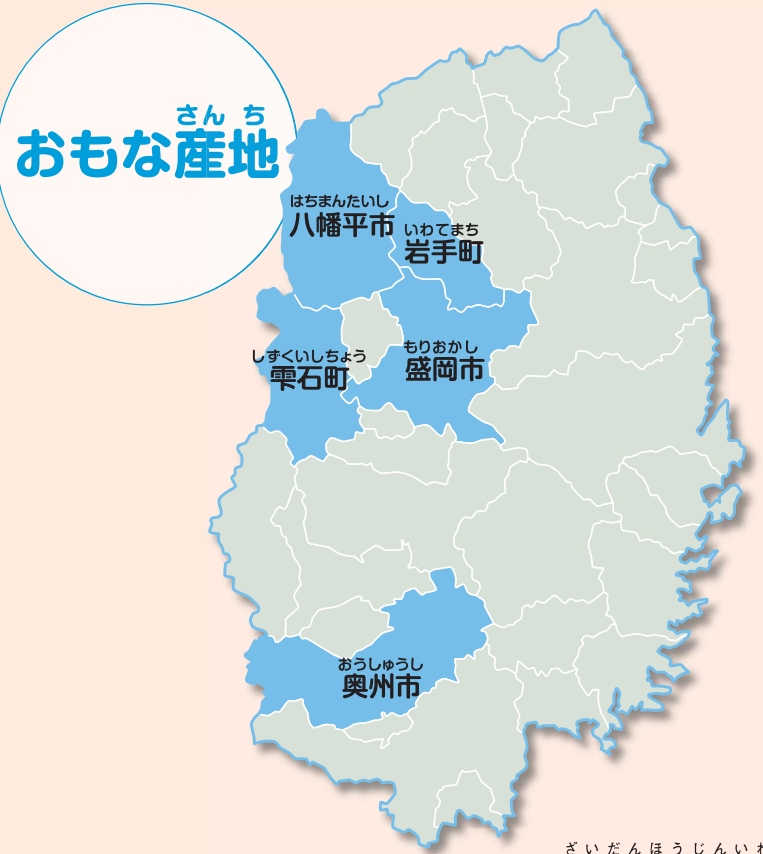 さんち
おもな産地
はちまんたいし
八幡平市
いわてまち
岩手町
しずくいしちょう
雫石町
もりおかし
盛岡市
おうしゅうし
奥州市
ざいだんほうじんいわ